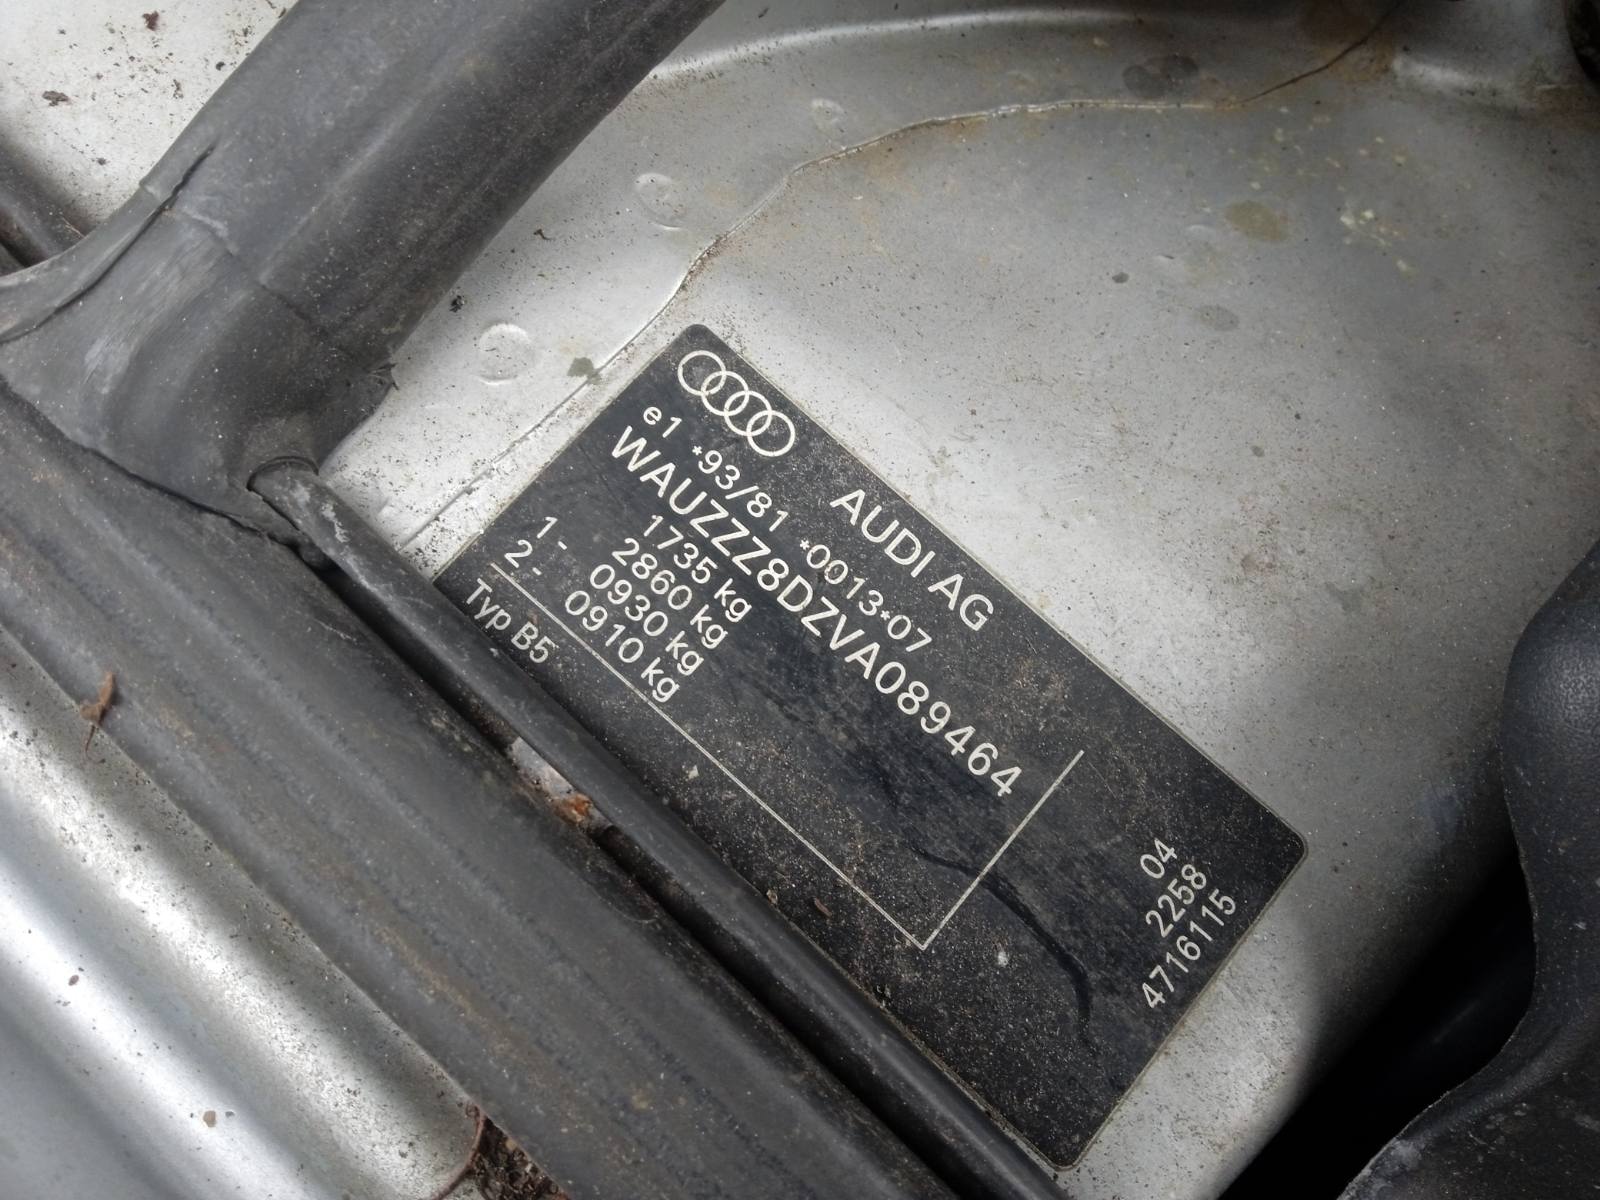 AUDI AG
e1 *93/81 *0013*07
WAUZZZ8DZVA089464
1735 kg
2860 kg
1- 0930 kg
2- 0910 kg
Typ B5
04
2258
4716115